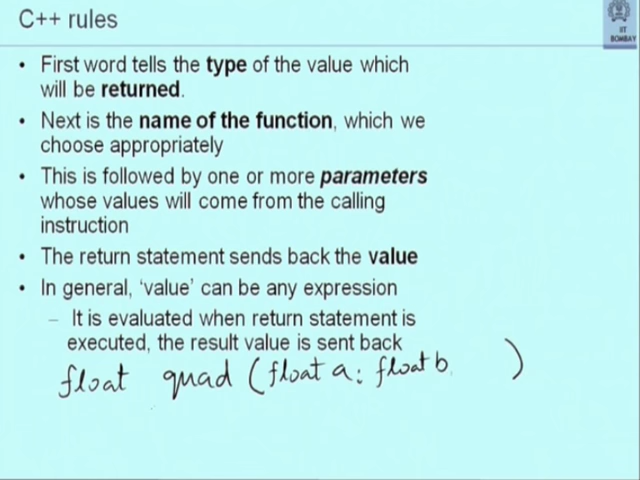 C++ rules
IIT
BOMBAY
• First word tells the type of the value which
will be returned.
• Next is the name of the function, which we
choose appropriately
• This is followed by one or more parameters
whose values will come from the calling
instruction
• The return statement sends back the value
• In general, ‘value’ can be any expression
– It is evaluated when return statement is
executed, the result value is sent back
float quad (float a; float b )